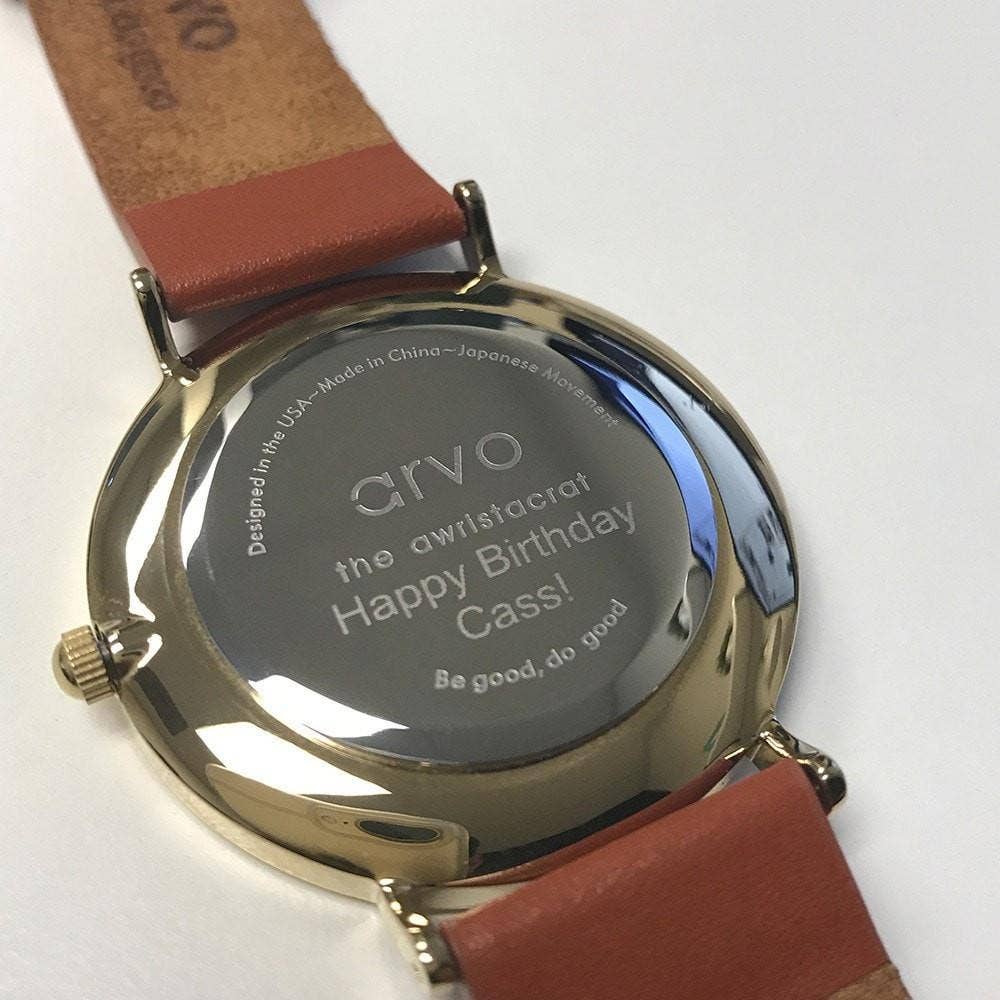 Designed in the USA~Made in China~Japanese Movement
arvo
the awristacrat
Happy Birthday
Cass!
Be good, do good